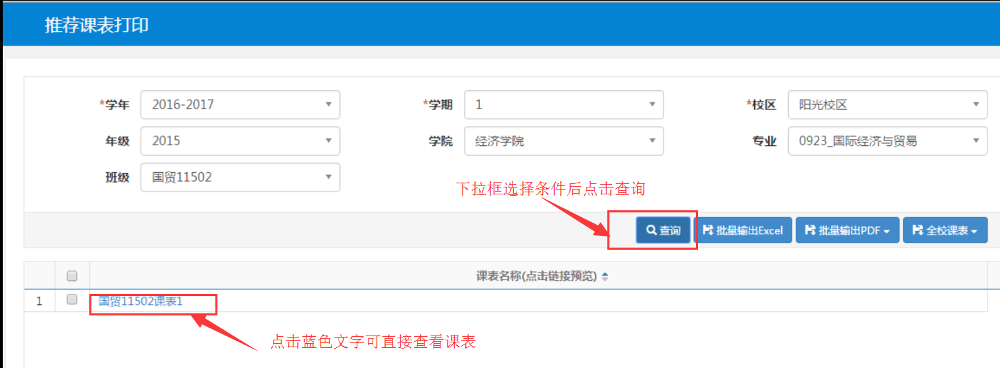 推荐课表打印
*学年 2016-2017 *学期 1 *校区 阳光校区
年级 2015 学院 经济学院 专业 0923_国际经济与贸易
班级 国贸11502
下拉框选择条件后点击查询
查询 批量输出Excel 批量输出PDF 全校课表
课表名称(点击链接预览)
1 国贸11502课表1
点击蓝色文字可直接查看课表